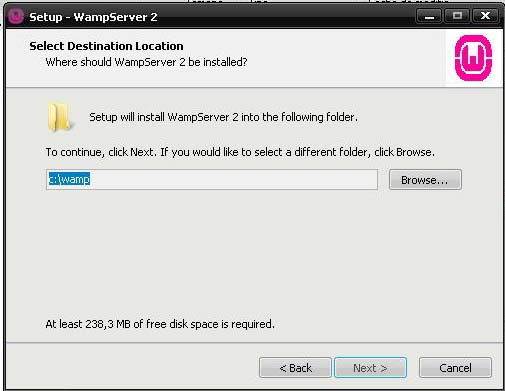 Setup - WampServer 2
Select Destination Location
Where should WampServer 2 be installed?
Setup will install WampServer 2 into the following folder.
To continue, click Next. If you would like to select a different folder, click Browse.
c:\wamp
Browse...
At least 238,3 MB of free disk space is required.
< Back
Next >
Cancel